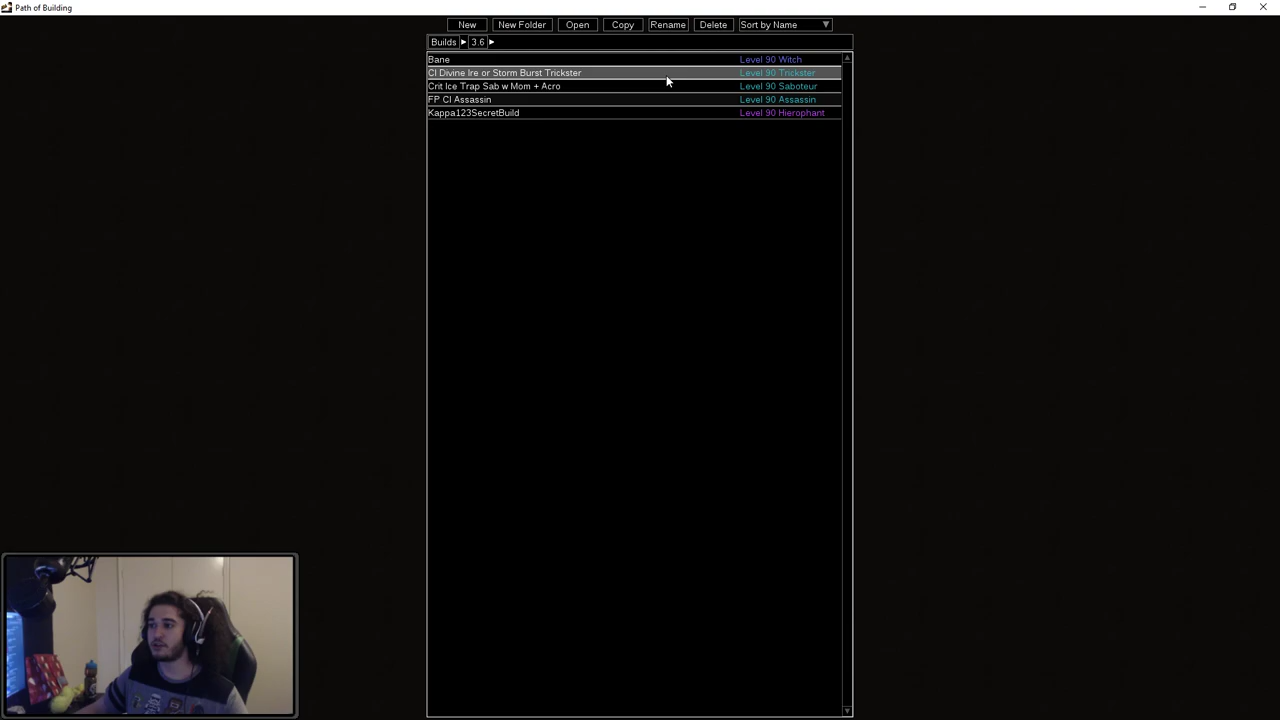 Path of Building
New New Folder Open Copy Rename Delete Sort by Name
Builds 3.6
Bane Level 90 Witch
CI Divine Ire or Storm Burst Trickster Level 90 Trickster
Crit Ice Trap Sab w Mom + Acro Level 90 Saboteur
FP CI Assassin Level 90 Assassin
Kappa123SecretBuild Level 90 Hierophant